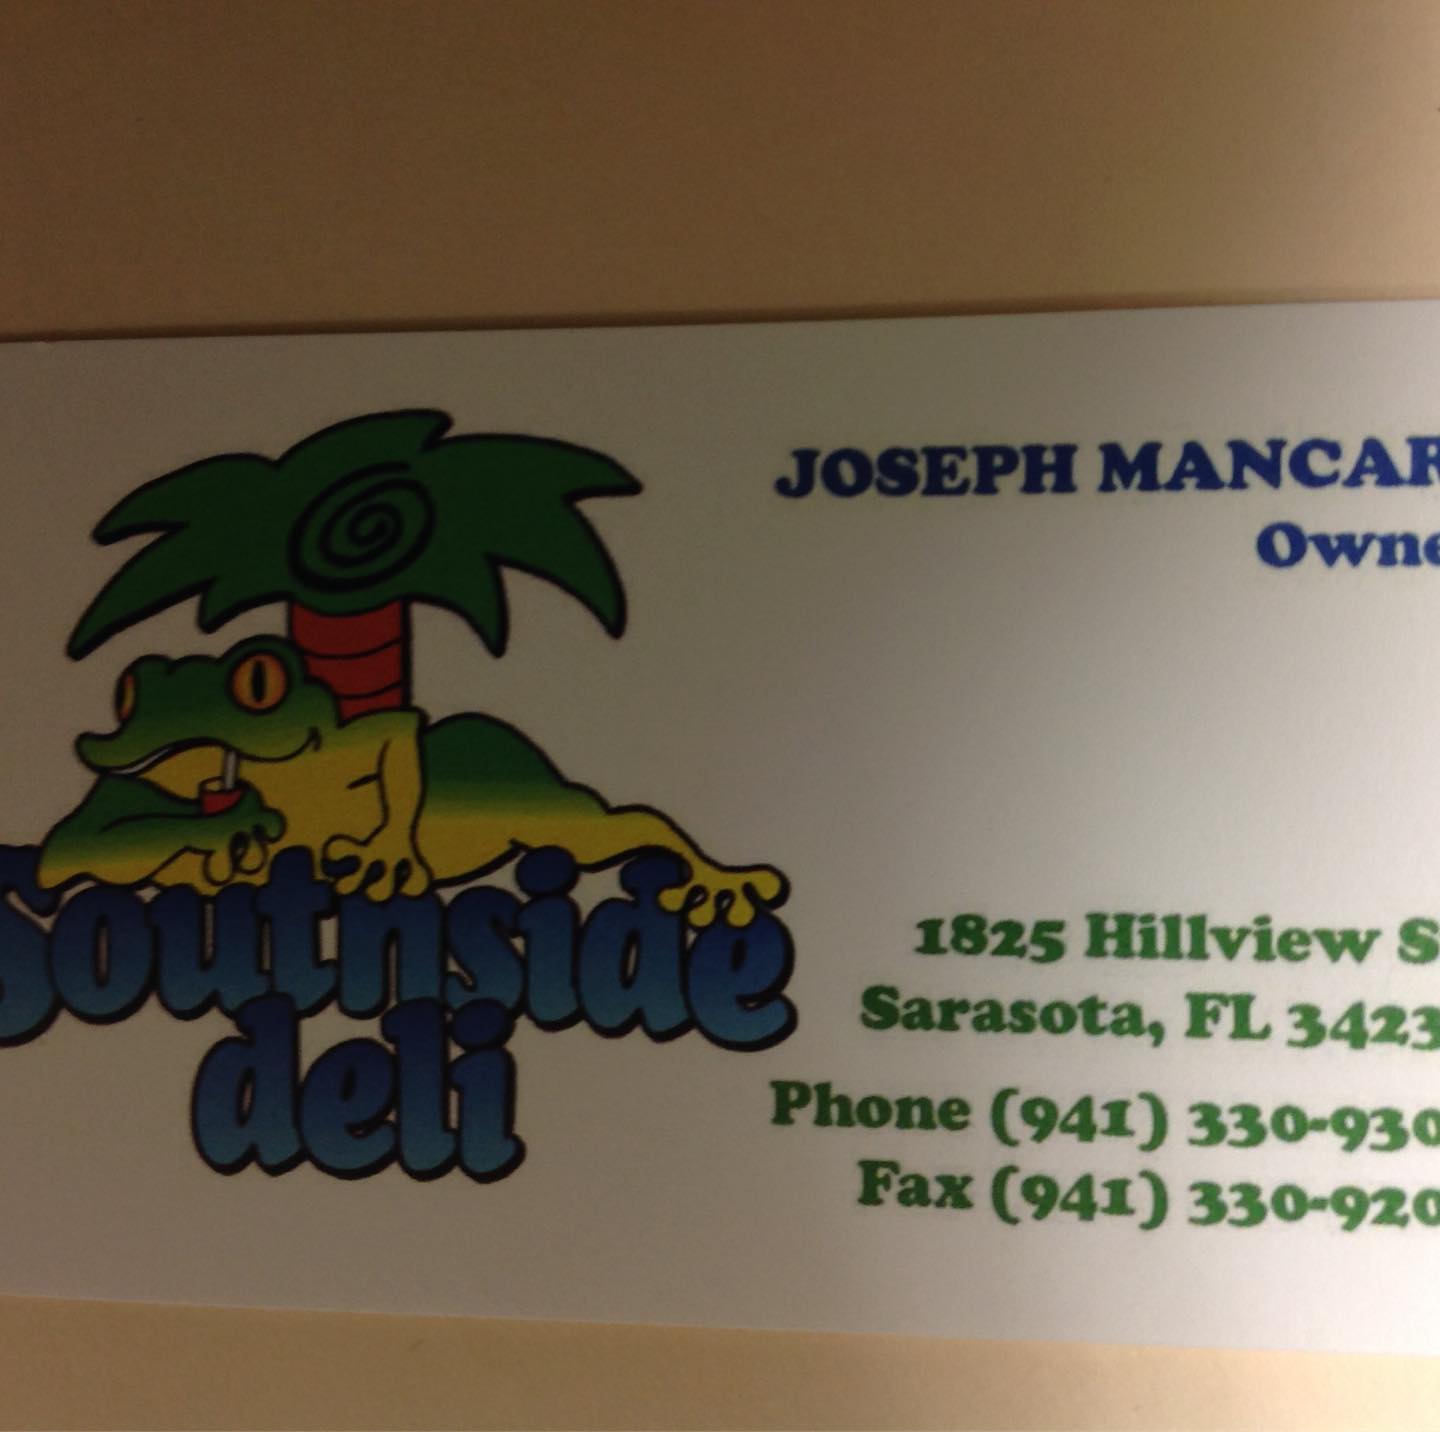 Southside
deli
JOSEPH MANCAR
Owne
1825 Hillview S
Sarasota, FL 3423
Phone (941) 330-930
Fax (941) 330-920